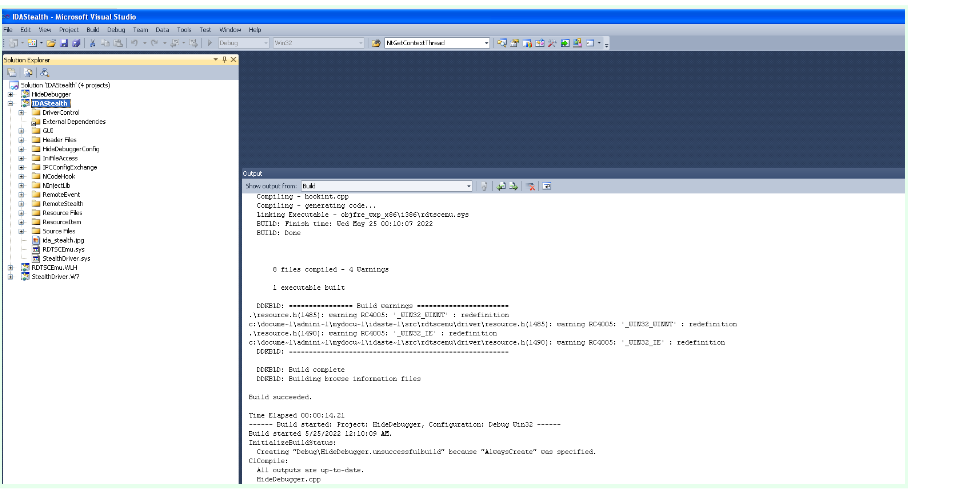 IDAStealth - Microsoft Visual Studio
File Edit View Project Build Debug Team Data Tools Test Window Help
Debug Win32 NtGetContextThread
Solution Explorer
Solution 'IDAStealth' (4 projects)
HideDebugger
IDAStealth
DriverControl
External Dependencies
GUI
Header Files
HideDebuggerConfig
IniFileAccess
IPCConfigExchange
NCodeHook
NInjectLib
RemoteEvent
RemoteStealth
Resource Files
ResourceItem
Source Files
ida_stealth.jpg
RDTSCEmu.sys
StealthDriver.sys
RDTSCEmu.WLH
StealthDriver.W7
Output
Show output from: Build
Compiling - hookint.cpp
Compiling - generating code...
Linking Executable - objfre_wxp_x86\i386\rdtscemu.sys
BUILD: Finish time: Wed May 25 00:10:07 2022
BUILD: Done
0 files compiled - 4 Warnings
1 executable built
DDKBLD: ================ Build warnings =======================
.\resource.h(1485): warning RC4005: '_WIN32_WINNT' : redefinition
c:\docume~1\admini~1\mydocu~1\idaste~1\src\rdtscemu\driver\resource.h(1485): warning RC4005: '_WIN32_WINNT' : redefinition
.\resource.h(1490): warning RC4005: '_WIN32_IE' : redefinition
c:\docume~1\admini~1\mydocu~1\idaste~1\src\rdtscemu\driver\resource.h(1490): warning RC4005: '_WIN32_IE' : redefinition
DDKBLD: =======================================================
DDKBLD: Build complete
DDKBLD: Building browse information files
Build succeeded.
Time Elapsed 00:00:14.21
------ Build started: Project: HideDebugger, Configuration: Debug Win32 ------
Build started 5/25/2022 12:10:09 AM.
InitializeBuildStatus:
Creating "Debug\HideDebugger.unsuccessfulbuild" because "AlwaysCreate" was specified.
ClCompile:
All outputs are up-to-date.
HideDebugger.cpp